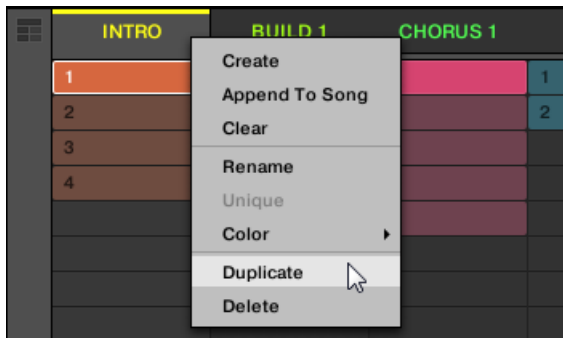 INTRO BUILD 1 CHORUS 1
1 1
2 2
3
4
Create
Append To Song
Clear
Rename
Unique
Color
Duplicate
Delete